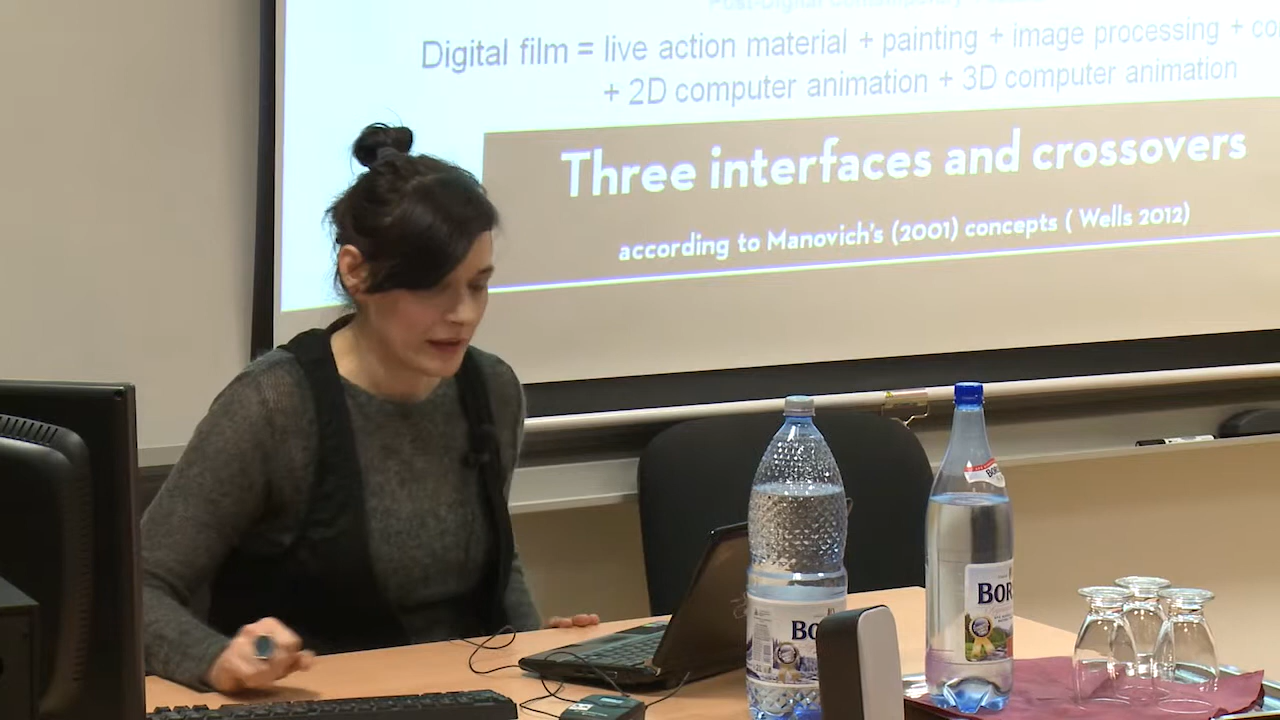 Digital film = live action material + painting + image processing +
+ 2D computer animation + 3D computer animation
Three interfaces and crossovers
according to Manovich's (2001) concepts ( Wells 2012)
BOR
BO